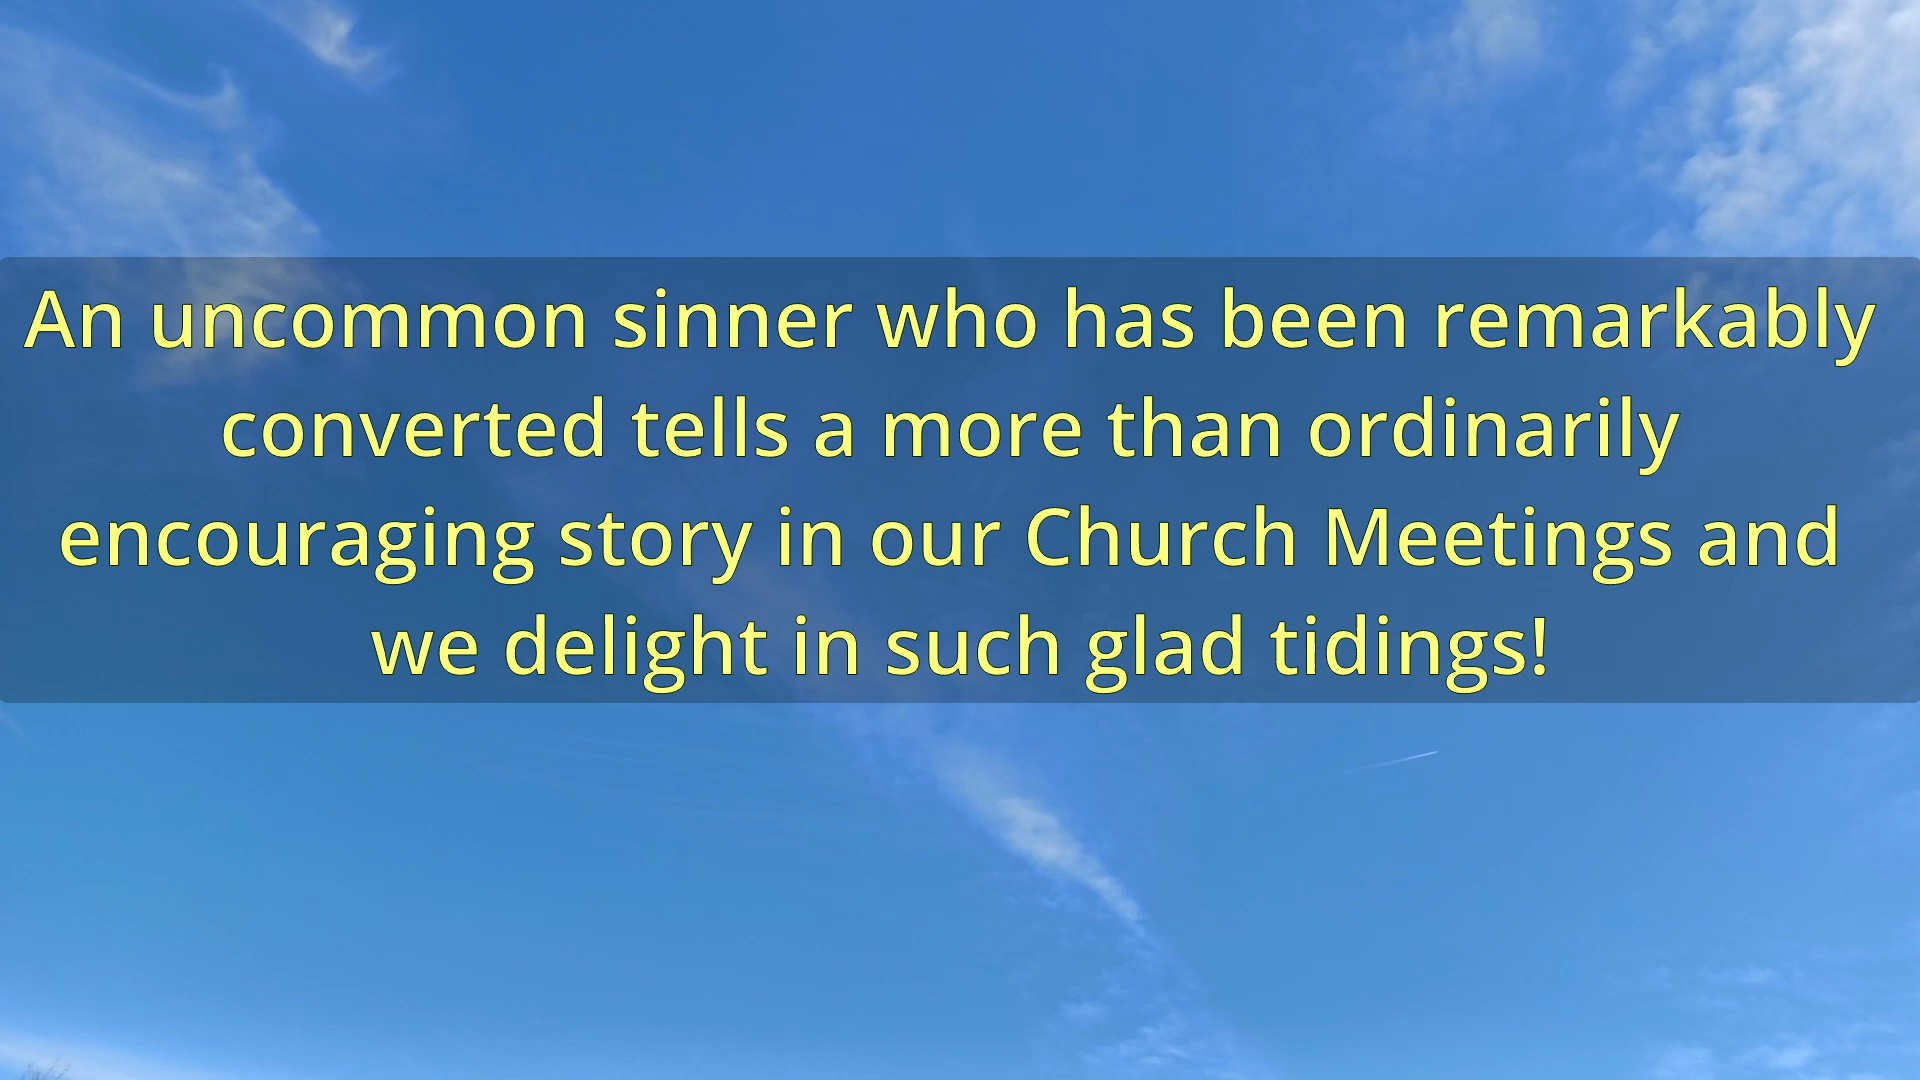 An uncommon sinner who has been remarkably
converted tells a more than ordinarily
encouraging story in our Church Meetings and
we delight in such glad tidings!